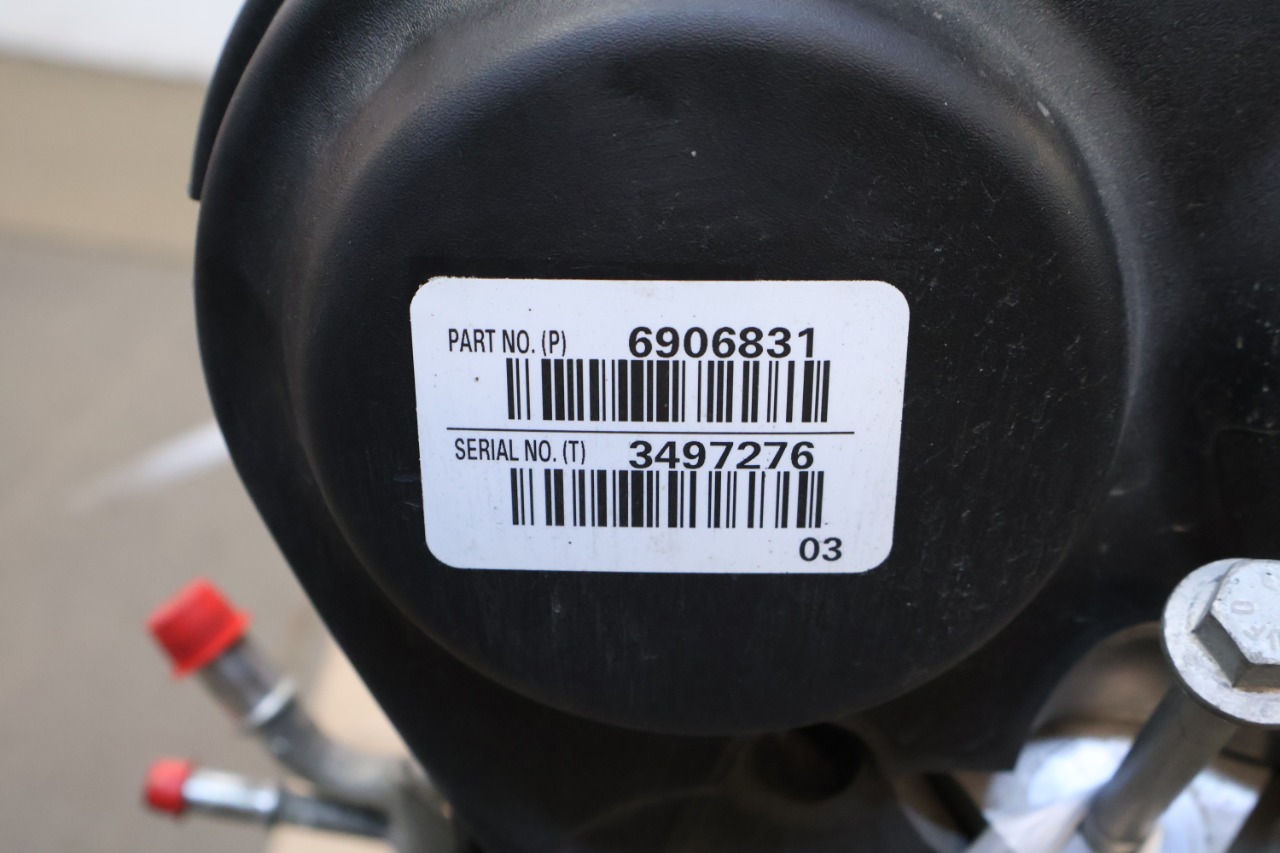 PART NO. (P) 6906831
SERIAL NO. (T) 3497276
03